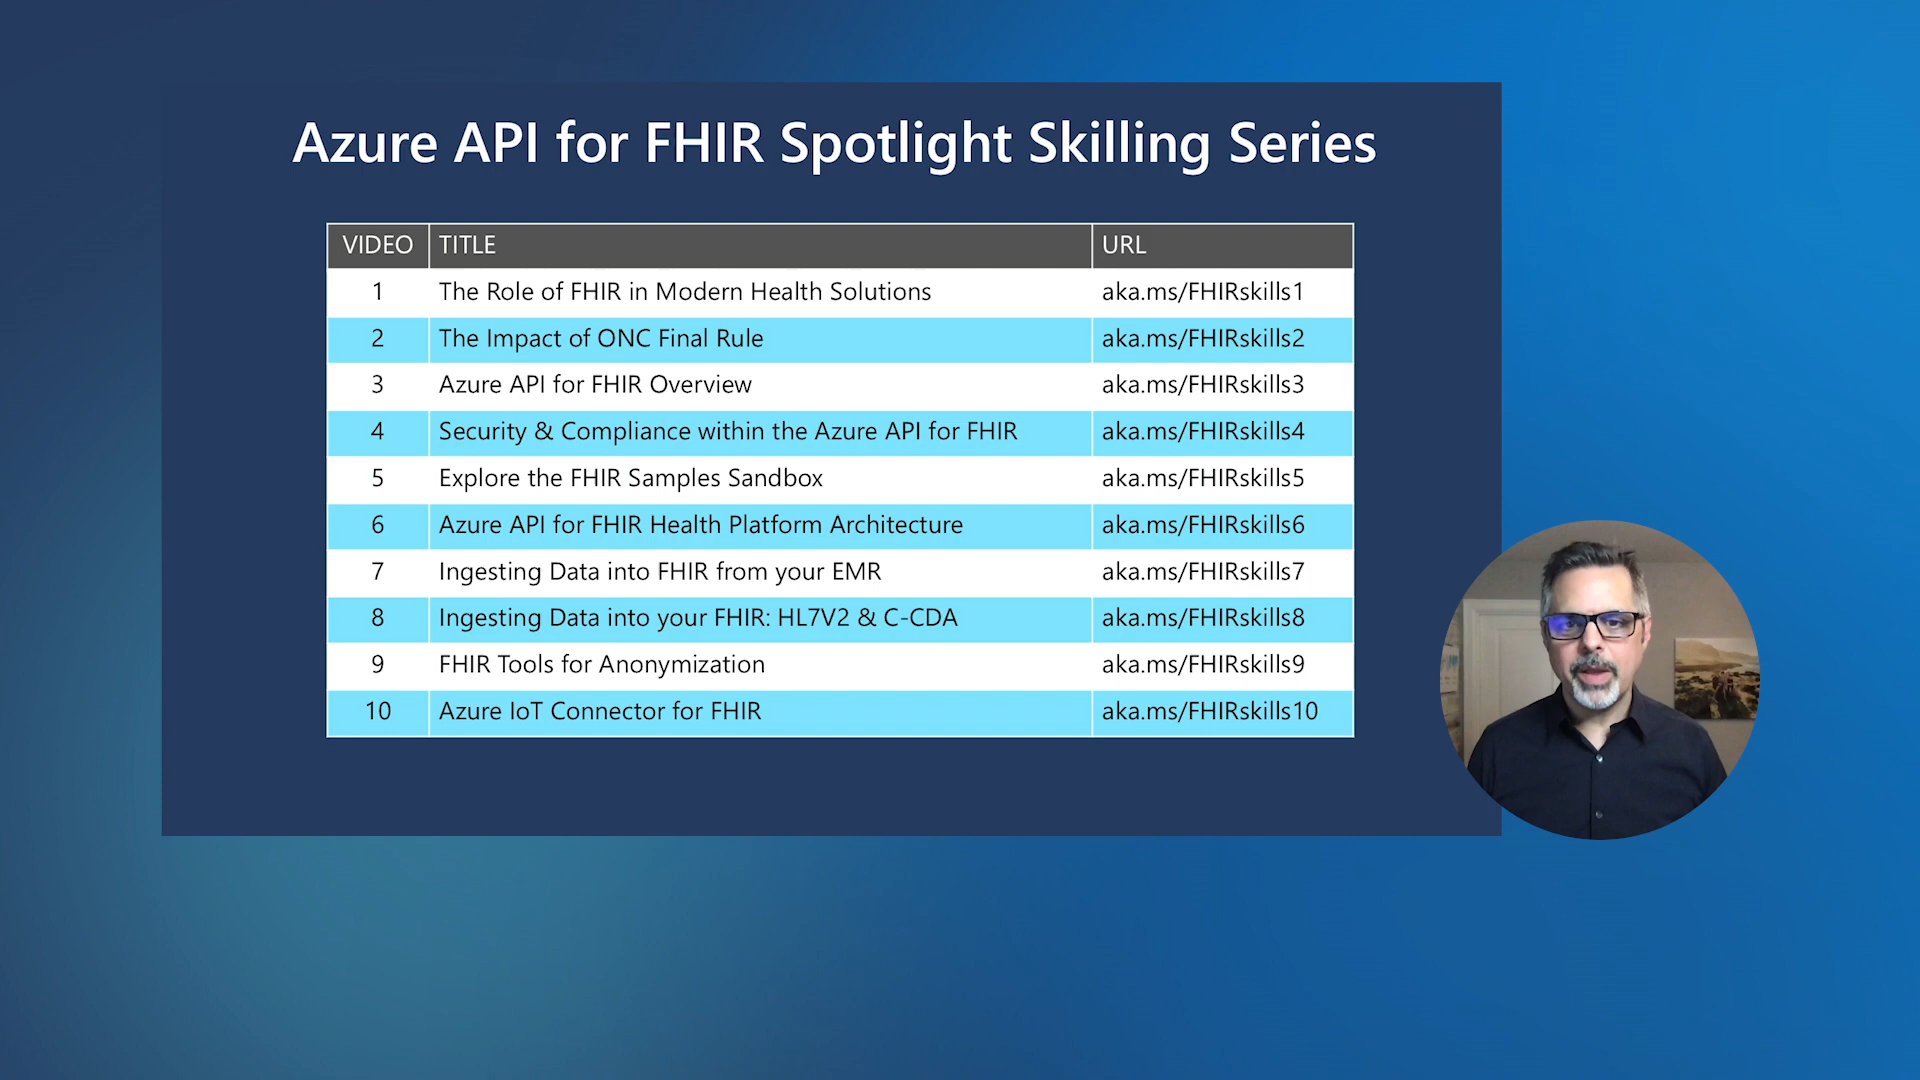 Azure API for FHIR Spotlight Skilling Series
VIDEO TITLE URL
1 The Role of FHIR in Modern Health Solutions aka.ms/FHIRskills1
2 The Impact of ONC Final Rule aka.ms/FHIRskills2
3 Azure API for FHIR Overview aka.ms/FHIRskills3
4 Security & Compliance within the Azure API for FHIR aka.ms/FHIRskills4
5 Explore the FHIR Samples Sandbox aka.ms/FHIRskills5
6 Azure API for FHIR Health Platform Architecture aka.ms/FHIRskills6
7 Ingesting Data into FHIR from your EMR aka.ms/FHIRskills7
8 Ingesting Data into your FHIR: HL7V2 & C-CDA aka.ms/FHIRskills8
9 FHIR Tools for Anonymization aka.ms/FHIRskills9
10 Azure IoT Connector for FHIR aka.ms/FHIRskills10